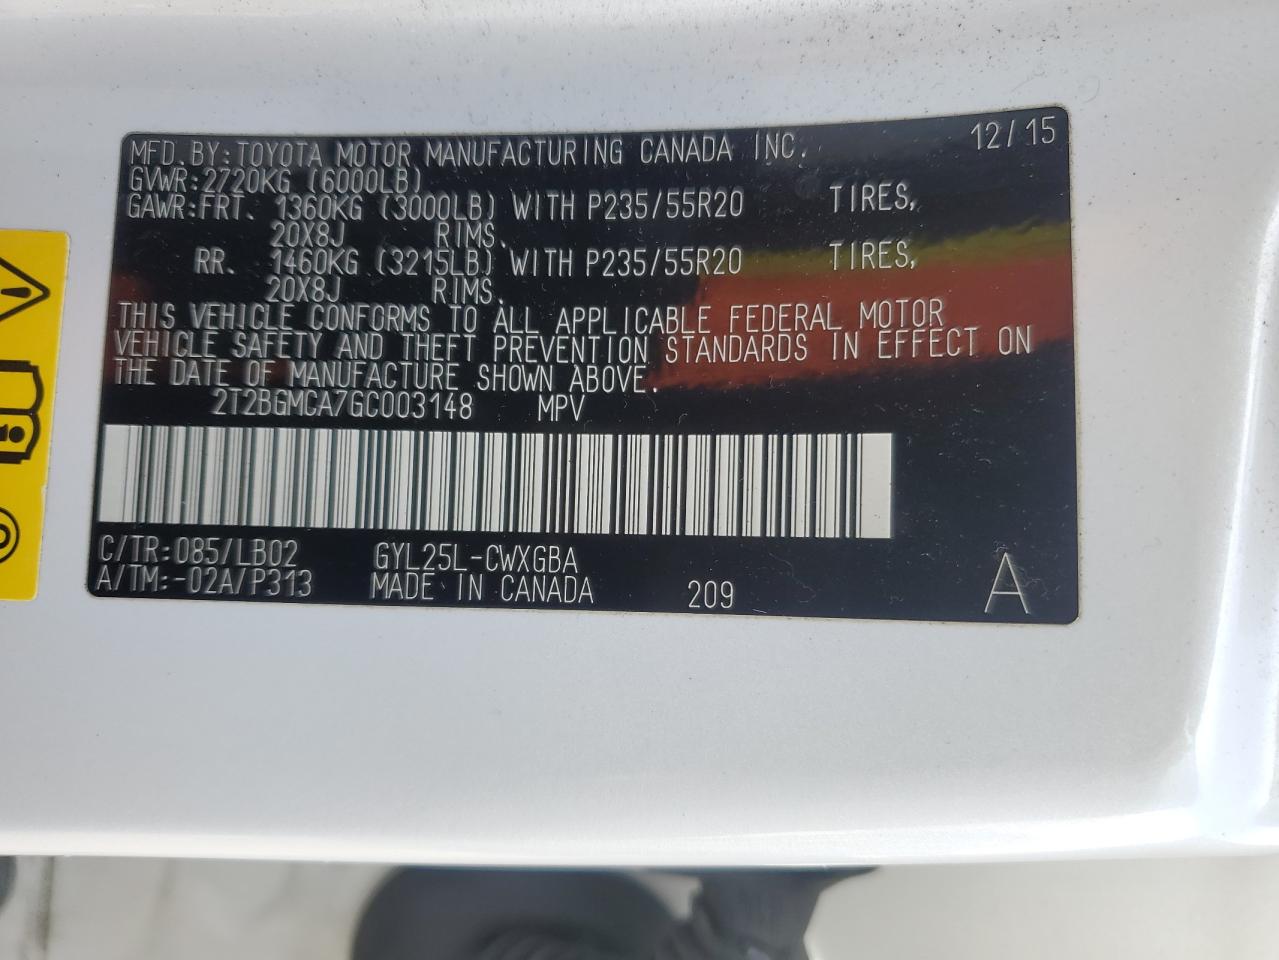 MFD. BY: TOYOTA MOTOR MANUFACTURING CANADA INC. 12/15
GVWR: 2720KG (6000LB)
GAWR: FRT. 1360KG (3000LB) WITH P235/55R20 TIRES,
20X8J RIMS.
RR. 1460KG (3215LB) WITH P235/55R20 TIRES,
20X8J RIMS.
THIS VEHICLE CONFORMS TO ALL APPLICABLE FEDERAL MOTOR
VEHICLE SAFETY AND THEFT PREVENTION STANDARDS IN EFFECT ON
THE DATE OF MANUFACTURE SHOWN ABOVE.
2T2BGMCA7GC003148 MPV
C/TR: 085/LB02 GYL25L-CWXGBA
A/TM: -02A/P313 MADE IN CANADA 209 A